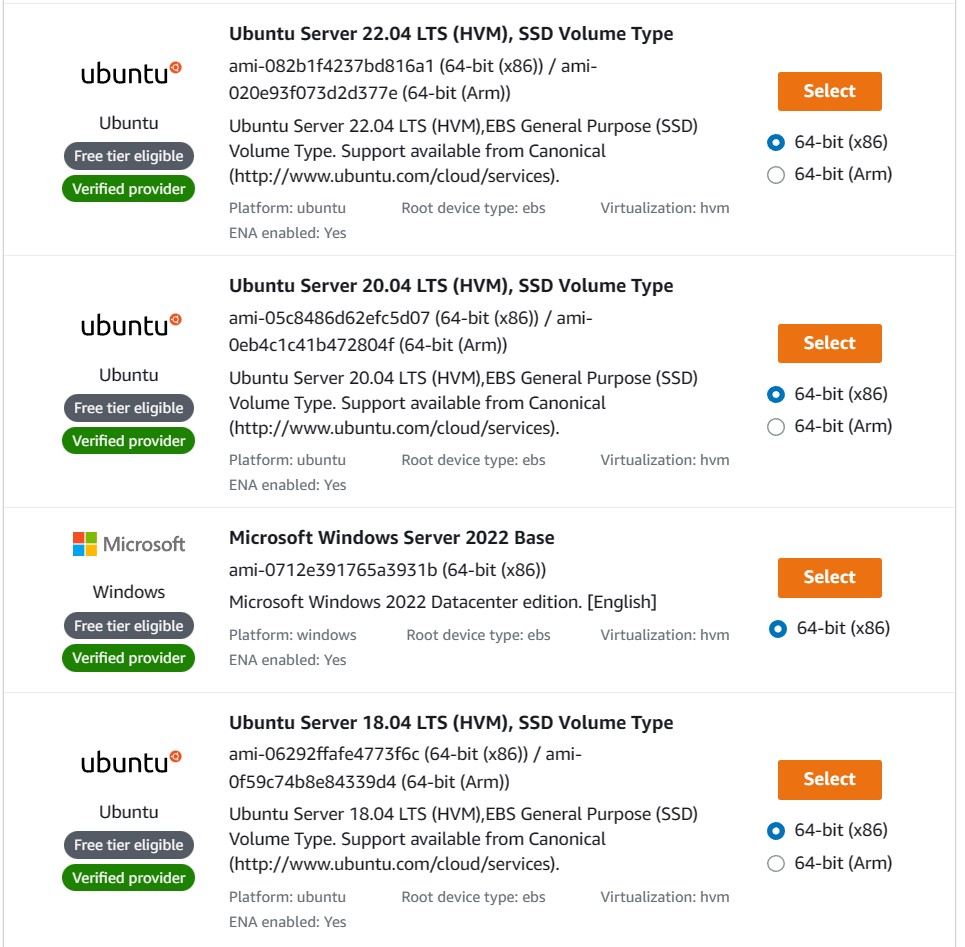 Ubuntu Server 22.04 LTS (HVM), SSD Volume Type
ubuntu
ami-082b1f4237bd816a1 (64-bit (x86)) / ami-
020e93f073d2d377e (64-bit (Arm))
Select
Ubuntu
Ubuntu Server 22.04 LTS (HVM),EBS General Purpose (SSD)
Volume Type. Support available from Canonical
(http://www.ubuntu.com/cloud/services).
64-bit (x86)
Free tier eligible
64-bit (Arm)
Verified provider
Platform: ubuntu Root device type: ebs Virtualization: hvm
ENA enabled: Yes
Ubuntu Server 20.04 LTS (HVM), SSD Volume Type
ubuntu
ami-05c8486d62efc5d07 (64-bit (x86)) / ami-
0eb4c1c41b472804f (64-bit (Arm))
Select
Ubuntu
Ubuntu Server 20.04 LTS (HVM),EBS General Purpose (SSD)
Volume Type. Support available from Canonical
(http://www.ubuntu.com/cloud/services).
64-bit (x86)
Free tier eligible
64-bit (Arm)
Verified provider
Platform: ubuntu Root device type: ebs Virtualization: hvm
ENA enabled: Yes
Microsoft
Microsoft Windows Server 2022 Base
ami-0712e391765a3931b (64-bit (x86))
Select
Windows
Microsoft Windows 2022 Datacenter edition. [English]
Free tier eligible
64-bit (x86)
Verified provider
Platform: windows Root device type: ebs Virtualization: hvm
ENA enabled: Yes
Ubuntu Server 18.04 LTS (HVM), SSD Volume Type
ubuntu
ami-06292ffafe4773f6c (64-bit (x86)) / ami-
0f59c74b8e84339d4 (64-bit (Arm))
Select
Ubuntu
Ubuntu Server 18.04 LTS (HVM),EBS General Purpose (SSD)
Volume Type. Support available from Canonical
(http://www.ubuntu.com/cloud/services).
64-bit (x86)
Free tier eligible
64-bit (Arm)
Verified provider
Platform: ubuntu Root device type: ebs Virtualization: hvm
ENA enabled: Yes